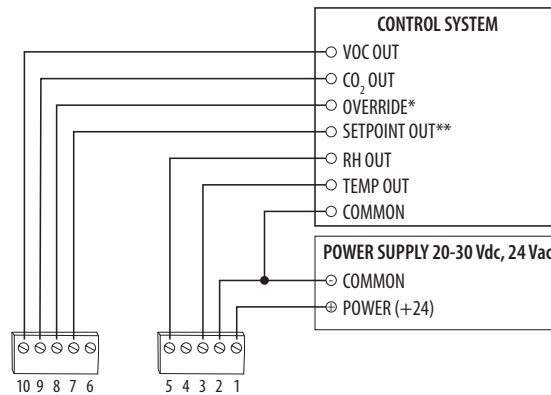 CONTROL SYSTEM
VOC OUT
CO2 OUT
OVERRIDE*
SETPOINT OUT**
RH OUT
TEMP OUT
COMMON
POWER SUPPLY 20-30 Vdc, 24 Vac
COMMON
POWER (+24)
10 9 8 7 6 5 4 3 2 1